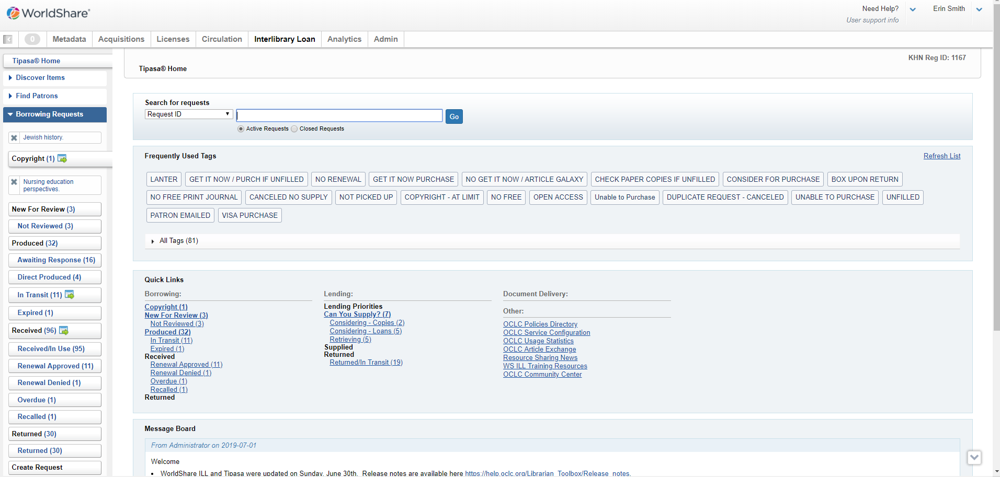 WorldShare®
Need Help?
User support info
Erin Smith
0
Metadata
Acquisitions
Licenses
Circulation
Interlibrary Loan
Analytics
Admin
Tipasa® Home
Discover Items
Find Patrons
Borrowing Requests
Jewish history.
Copyright (1)
Nursing education
perspectives.
New For Review (3)
Not Reviewed (3)
Produced (32)
Awaiting Response (16)
Direct Produced (4)
In Transit (11)
Expired (1)
Received (96)
Received/In Use (95)
Renewal Approved (11)
Renewal Denied (1)
Overdue (1)
Recalled (1)
Returned (30)
Returned (30)
Create Request
KHN Reg ID: 1167
Tipasa® Home
Search for requests
Request ID
Go
Active Requests Closed Requests
Frequently Used Tags
Refresh List
LANTER GET IT NOW / PURCH IF UNFILLED NO RENEWAL GET IT NOW PURCHASE NO GET IT NOW / ARTICLE GALAXY CHECK PAPER COPIES IF UNFILLED CONSIDER FOR PURCHASE BOX UPON RETURN
NO FREE PRINT JOURNAL CANCELED NO SUPPLY NOT PICKED UP COPYRIGHT - AT LIMIT NO FREE OPEN ACCESS Unable to Purchase DUPLICATE REQUEST - CANCELED UNABLE TO PURCHASE UNFILLED
PATRON EMAILED VISA PURCHASE
All Tags (81)
Quick Links
Borrowing:
Copyright (1)
New For Review (3)
Not Reviewed (3)
Produced (32)
In Transit (11)
Expired (1)
Received
Renewal Approved (11)
Renewal Denied (1)
Overdue (1)
Recalled (1)
Returned
Lending:
Lending Priorities
Can You Supply? (7)
Considering - Copies (2)
Considering - Loans (5)
Retrieving (5)
Supplied
Returned
Returned/In Transit (19)
Document Delivery:
Other:
OCLC Policies Directory
OCLC Service Configuration
OCLC Usage Statistics
OCLC Article Exchange
Resource Sharing News
WS ILL Training Resources
OCLC Community Center
Message Board
From Administrator on 2019-07-01
Welcome
• WorldShare ILL and Tipasa were updated on Sunday, June 30th. Release notes are available here https://help.oclc.org/Librarian_Toolbox/Release_notes.